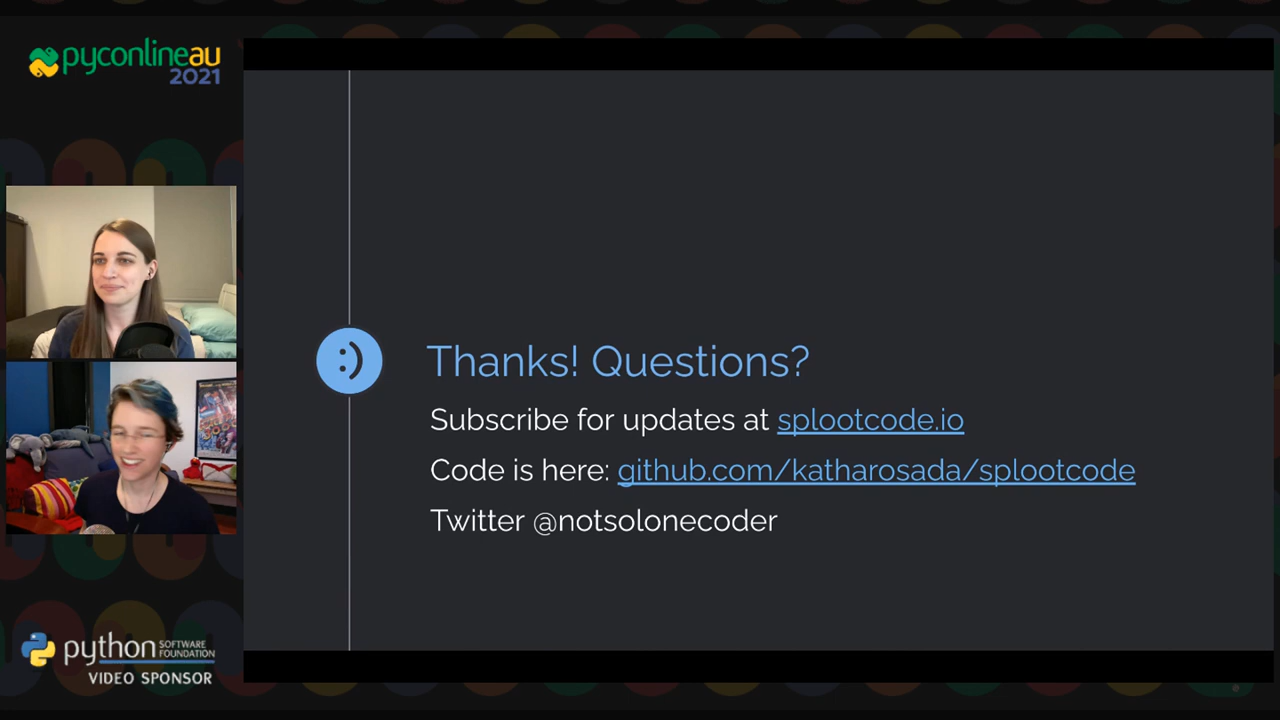 pyconlineau
2021
:)
Thanks! Questions?
Subscribe for updates at splootcode.io
Code is here: github.com/katharosada/splootcode
Twitter @notsolonecoder
python SOFTWARE FOUNDATION
VIDEO SPONSOR